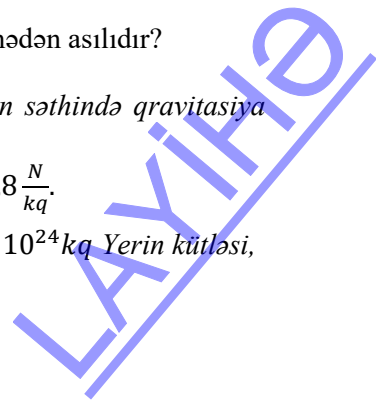 nədən asılıdır?
n səthində qravitasiya
8 N/kq.
10²⁴kq Yerin kütləsi,
LAYİHƏ